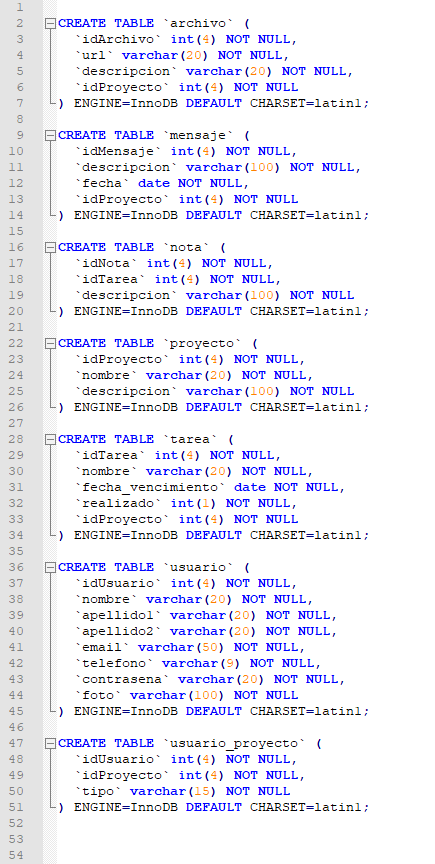 1
2 CREATE TABLE `archivo` (
3 `idArchivo` int(4) NOT NULL,
4 `url` varchar(20) NOT NULL,
5 `descripcion` varchar(20) NOT NULL,
6 `idProyecto` int(4) NOT NULL
7 ) ENGINE=InnoDB DEFAULT CHARSET=latin1;
8
9 CREATE TABLE `mensaje` (
10 `idMensaje` int(4) NOT NULL,
11 `descripcion` varchar(100) NOT NULL,
12 `fecha` date NOT NULL,
13 `idProyecto` int(4) NOT NULL
14 ) ENGINE=InnoDB DEFAULT CHARSET=latin1;
15
16 CREATE TABLE `nota` (
17 `idNota` int(4) NOT NULL,
18 `idTarea` int(4) NOT NULL,
19 `descripcion` varchar(100) NOT NULL
20 ) ENGINE=InnoDB DEFAULT CHARSET=latin1;
21
22 CREATE TABLE `proyecto` (
23 `idProyecto` int(4) NOT NULL,
24 `nombre` varchar(20) NOT NULL,
25 `descripcion` varchar(100) NOT NULL
26 ) ENGINE=InnoDB DEFAULT CHARSET=latin1;
27
28 CREATE TABLE `tarea` (
29 `idTarea` int(4) NOT NULL,
30 `nombre` varchar(20) NOT NULL,
31 `fecha_vencimiento` date NOT NULL,
32 `realizado` int(1) NOT NULL,
33 `idProyecto` int(4) NOT NULL
34 ) ENGINE=InnoDB DEFAULT CHARSET=latin1;
35
36 CREATE TABLE `usuario` (
37 `idUsuario` int(4) NOT NULL,
38 `nombre` varchar(20) NOT NULL,
39 `apellido1` varchar(20) NOT NULL,
40 `apellido2` varchar(20) NOT NULL,
41 `email` varchar(50) NOT NULL,
42 `telefono` varchar(9) NOT NULL,
43 `contrasena` varchar(20) NOT NULL,
44 `foto` varchar(100) NOT NULL
45 ) ENGINE=InnoDB DEFAULT CHARSET=latin1;
46
47 CREATE TABLE `usuario_proyecto` (
48 `idUsuario` int(4) NOT NULL,
49 `idProyecto` int(4) NOT NULL,
50 `tipo` varchar(15) NOT NULL
51 ) ENGINE=InnoDB DEFAULT CHARSET=latin1;
52
53
54